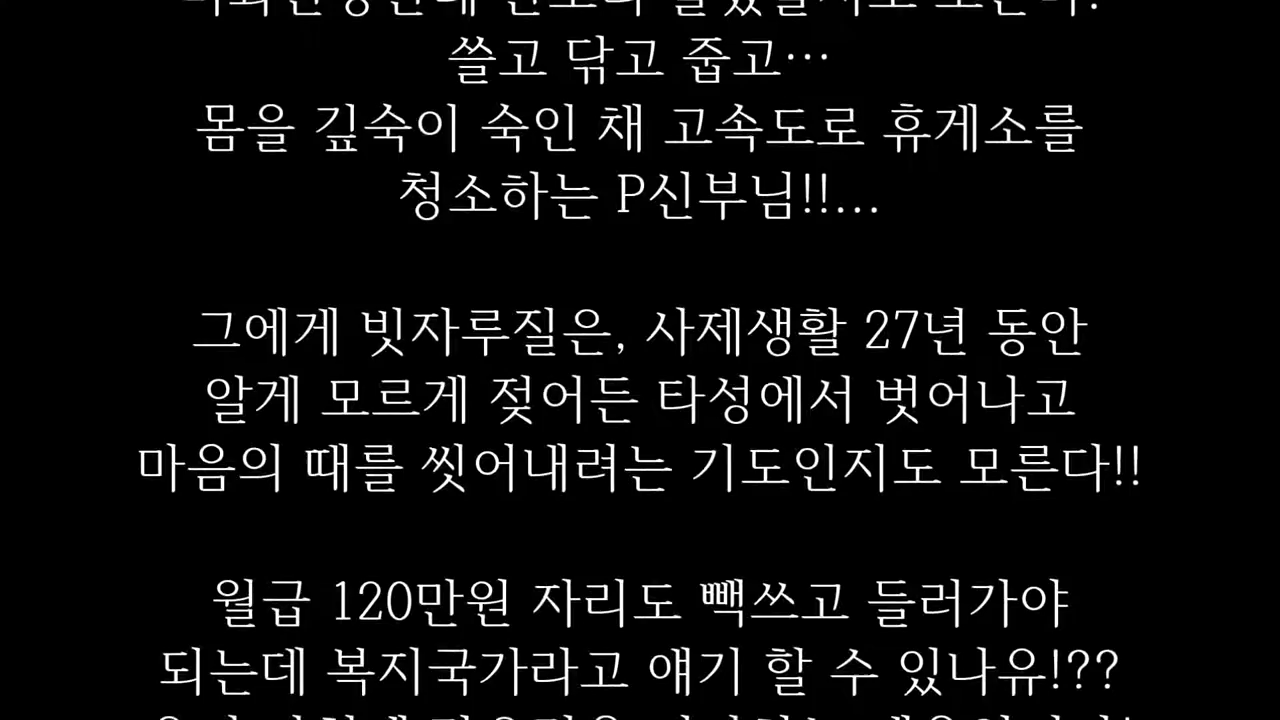 쓸고 닦고 줍고…
몸을 깊숙이 숙인 채 고속도로 휴게소를
청소하는 P신부님!!...
그에게 빗자루질은, 사제생활 27년 동안
알게 모르게 젖어든 타성에서 벗어나고
마음의 때를 씻어내려는 기도인지도 모른다!!
월급 120만원 자리도 빽쓰고 들러가야
되는데 복지국가라고 얘기 할 수 있나유!??